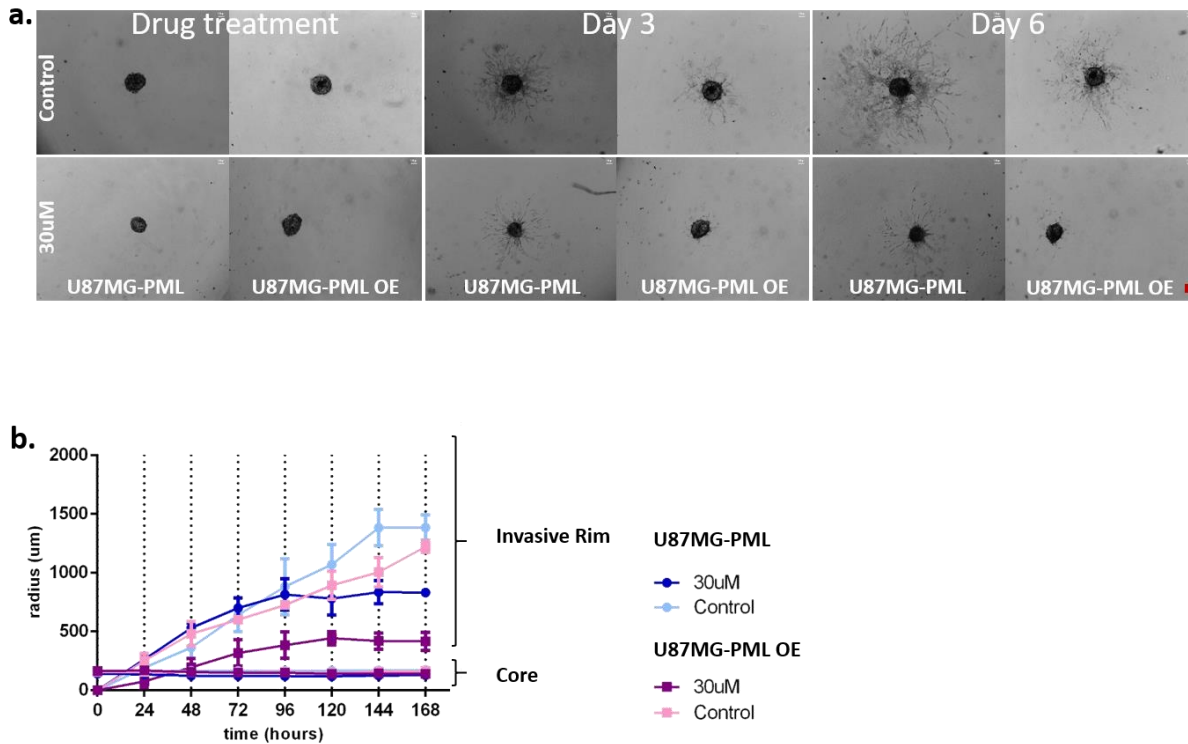 a.
Drug treatment
Day 3
Day 6
Control
30uM
U87MG-PML
U87MG-PML OE
U87MG-PML
U87MG-PML OE
U87MG-PML
U87MG-PML OE
b.
2000
1500
1000
500
0
radius (um)
0 24 48 72 96 120 144 168
time (hours)
Invasive Rim
Core
U87MG-PML
30uM
Control
U87MG-PML OE
30uM
Control